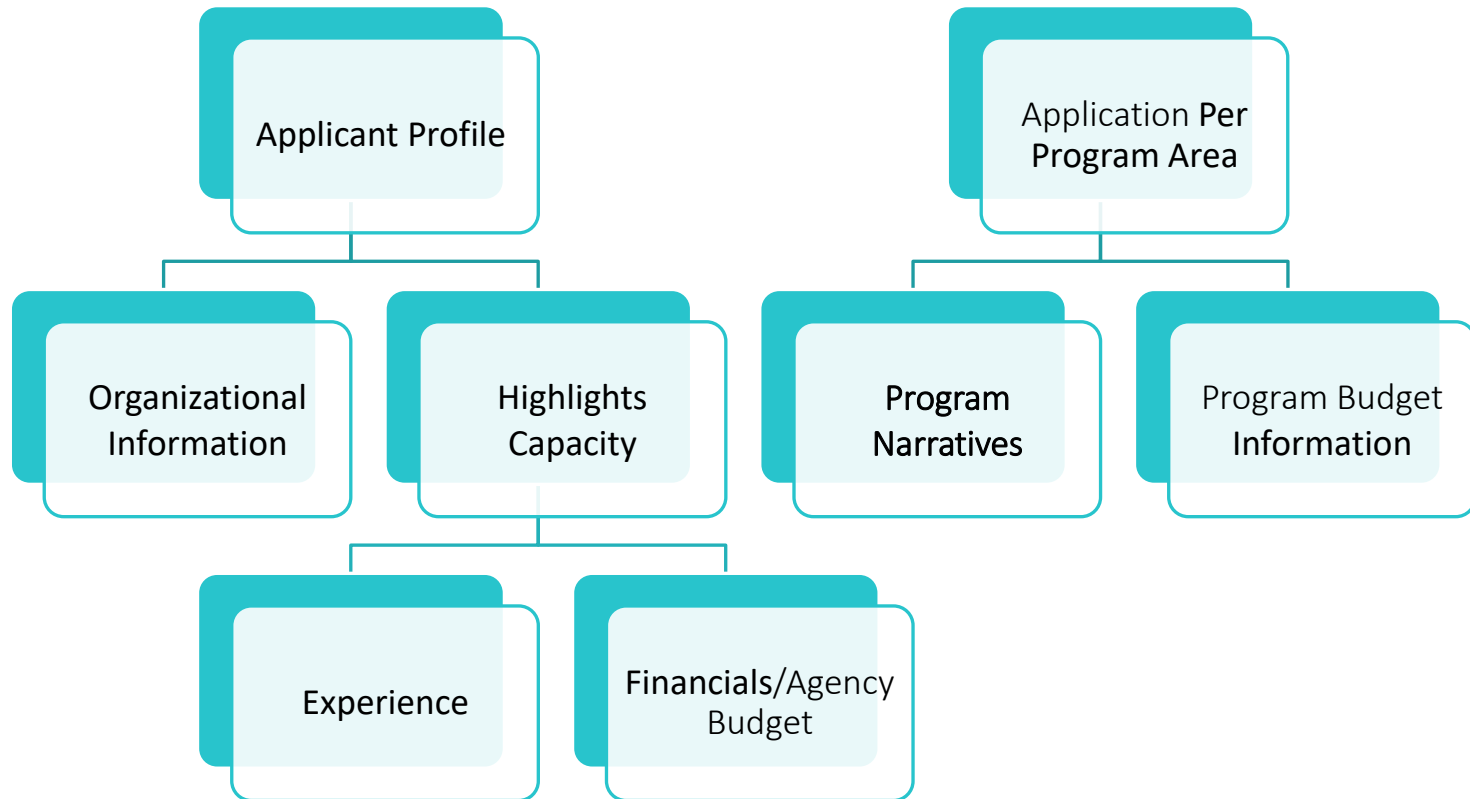 Applicant Profile
Application Per
Program Area
Organizational
Information
Highlights
Capacity
Program
Narratives
Program Budget
Information
Experience
Financials/Agency
Budget